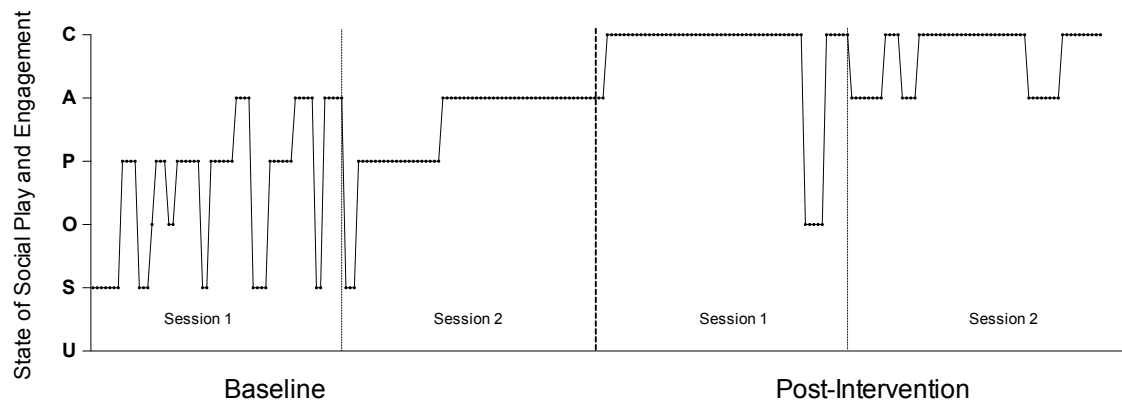 State of Social Play and Engagement
C
A
P
O
S
U
Session 1
Session 2
Session 1
Session 2
Baseline
Post-Intervention